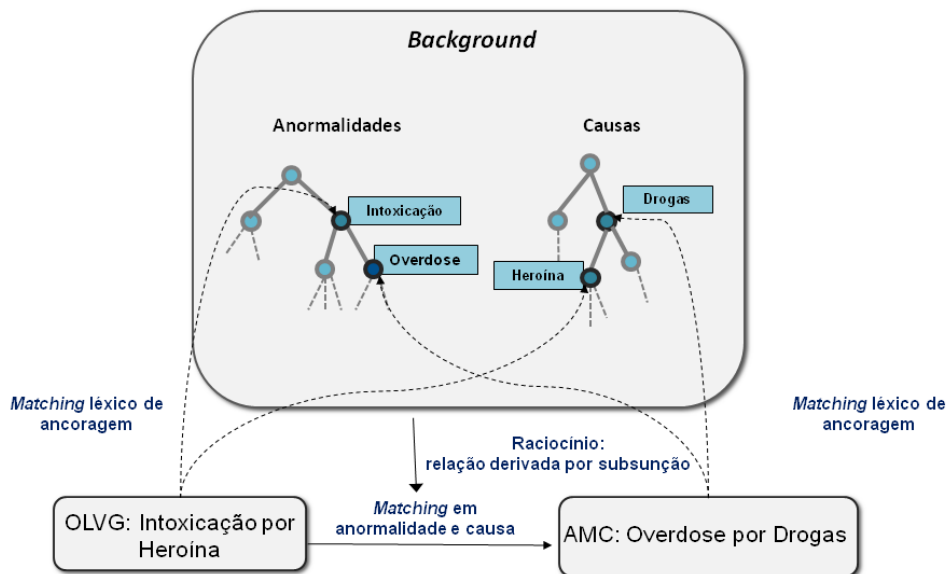 Background
Anormalidades
Causas
Intoxicação
Drogas
Overdose
Heroína
Matching léxico de
ancoragem
Matching léxico de
ancoragem
Raciocínio:
relação derivada por subsunção
Matching em
anormalidade e causa
OLVG: Intoxicação por
Heroína
AMC: Overdose por Drogas